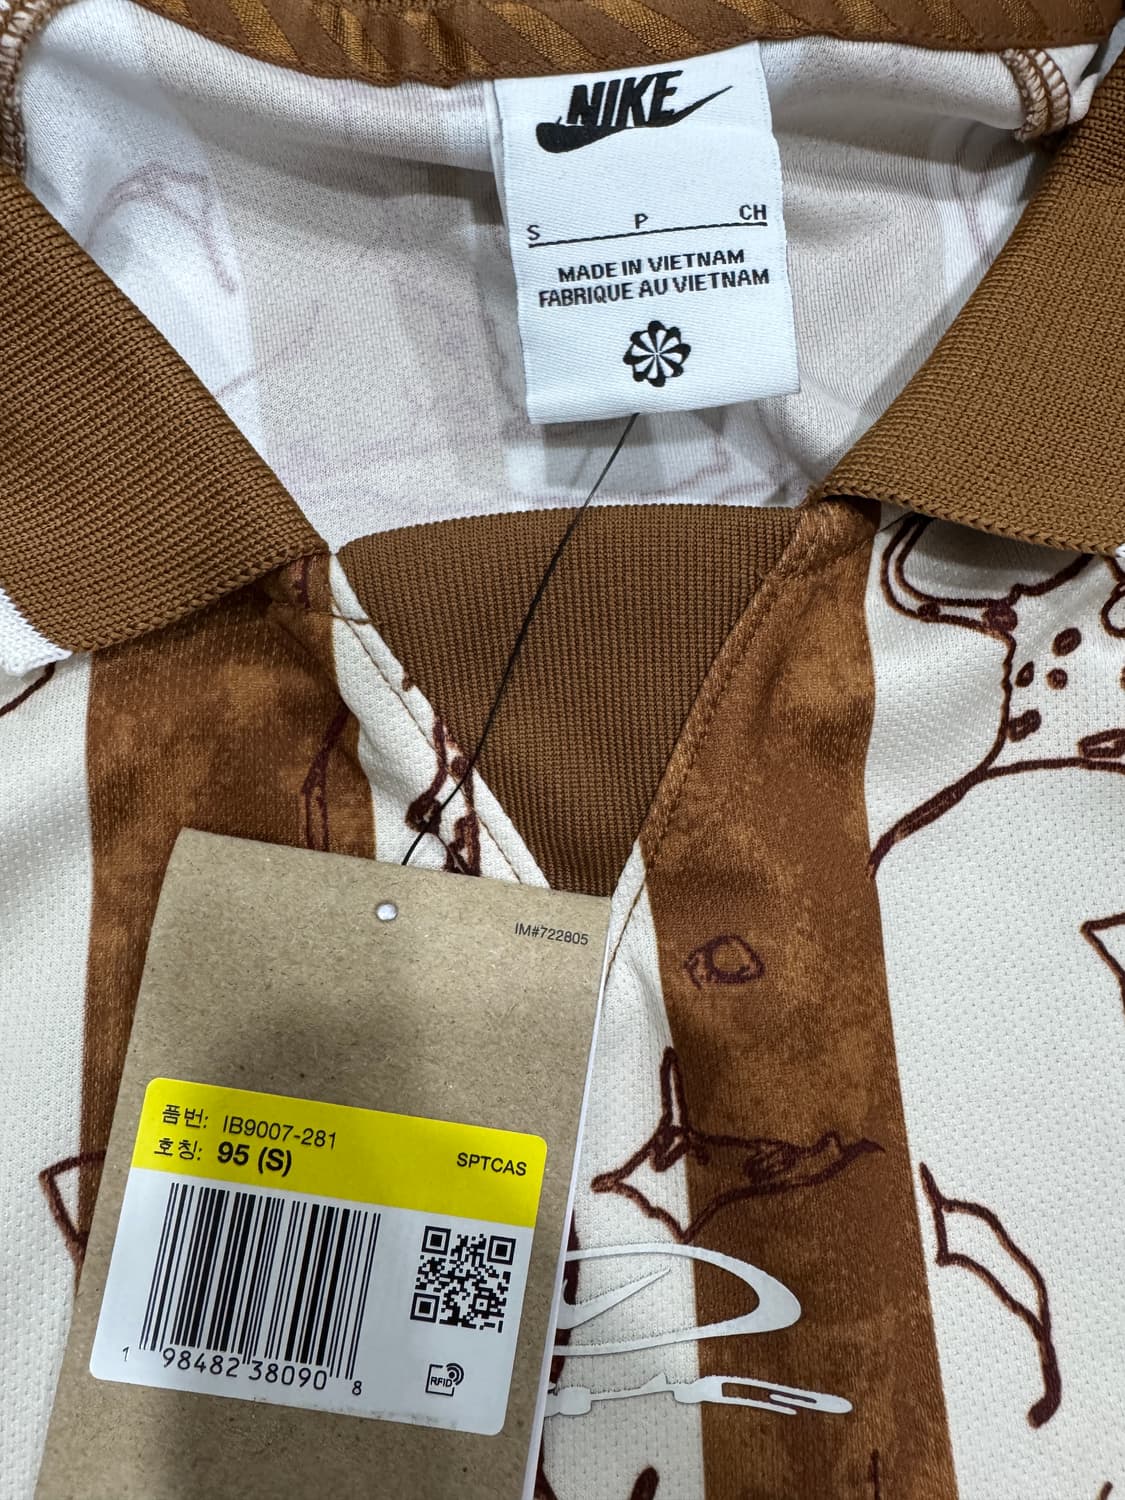 NIKE
S P CH
MADE IN VIETNAM
FABRIQUE AU VIETNAM
IM#722805
품번: IB9007-281
호칭: 95 (S) SPTCAS
1 98482 38090 8
RFID